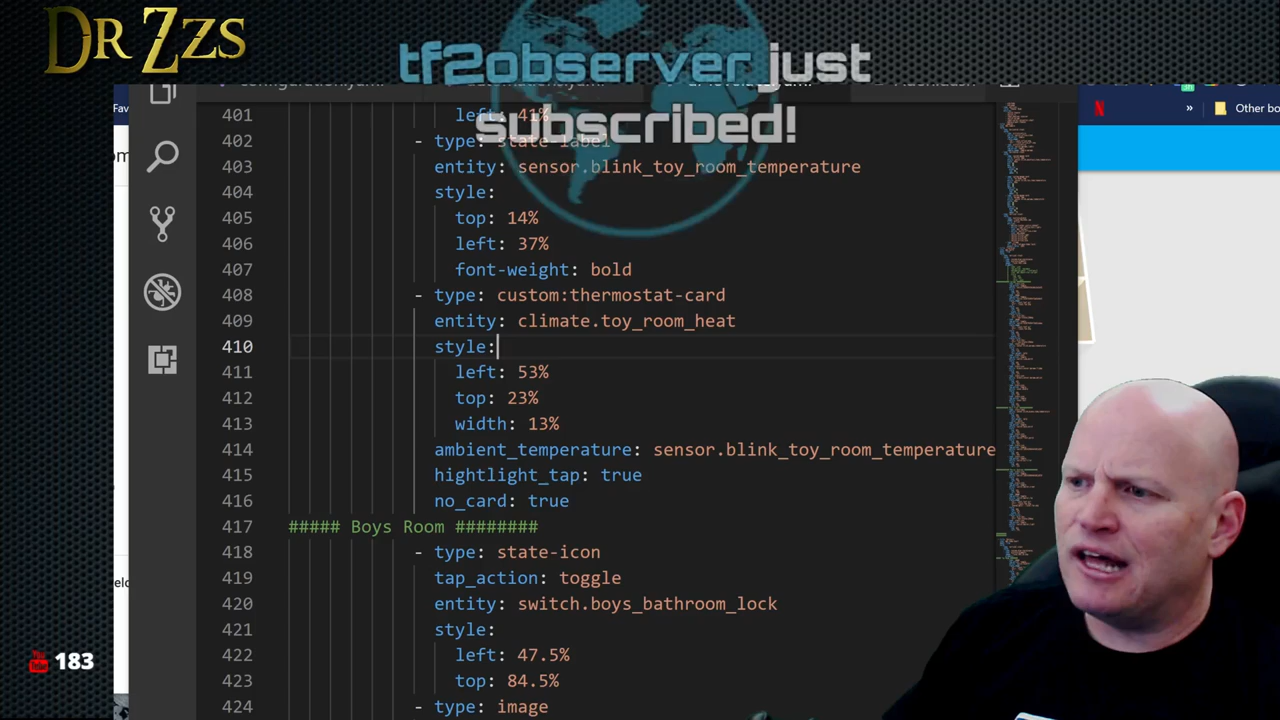 DR ZZS
tf2observer just
subscribed!
Fav
Other bo
401 left: 41%
402 - type: state-label
403 entity: sensor.blink_toy_room_temperature
404 style:
405 top: 14%
406 left: 37%
407 font-weight: bold
408 - type: custom:thermostat-card
409 entity: climate.toy_room_heat
410 style:
411 left: 53%
412 top: 23%
413 width: 13%
414 ambient_temperature: sensor.blink_toy_room_temperature
415 hightlight_tap: true
416 no_card: true
417 ##### Boys Room ########
418 - type: state-icon
419 tap_action: toggle
420 entity: switch.boys_bathroom_lock
421 style:
422 left: 47.5%
423 top: 84.5%
424 - type: image
183